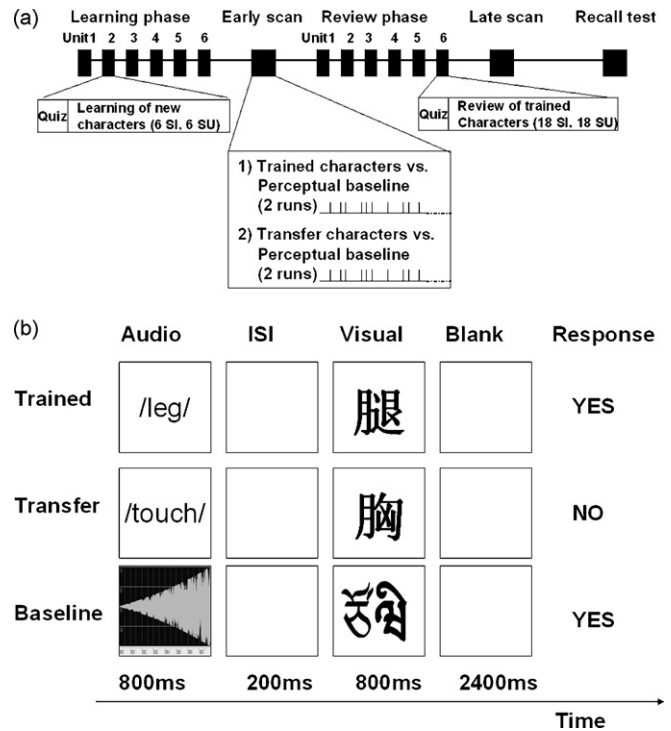 (a)
Learning phase Early scan Review phase Late scan Recall test
Unit1 2 3 4 5 6 Unit1 2 3 4 5 6
Quiz Learning of new
characters (6 SI, 6 SU)
Quiz Review of trained
Characters (18 SI, 18 SU)
1) Trained characters vs.
Perceptual baseline
(2 runs)
2) Transfer characters vs.
Perceptual baseline
(2 runs)
(b)
Audio ISI Visual Blank Response
Trained /leg/ 腿 YES
Transfer /touch/ 胸 NO
Baseline YES
800ms 200ms 800ms 2400ms
Time